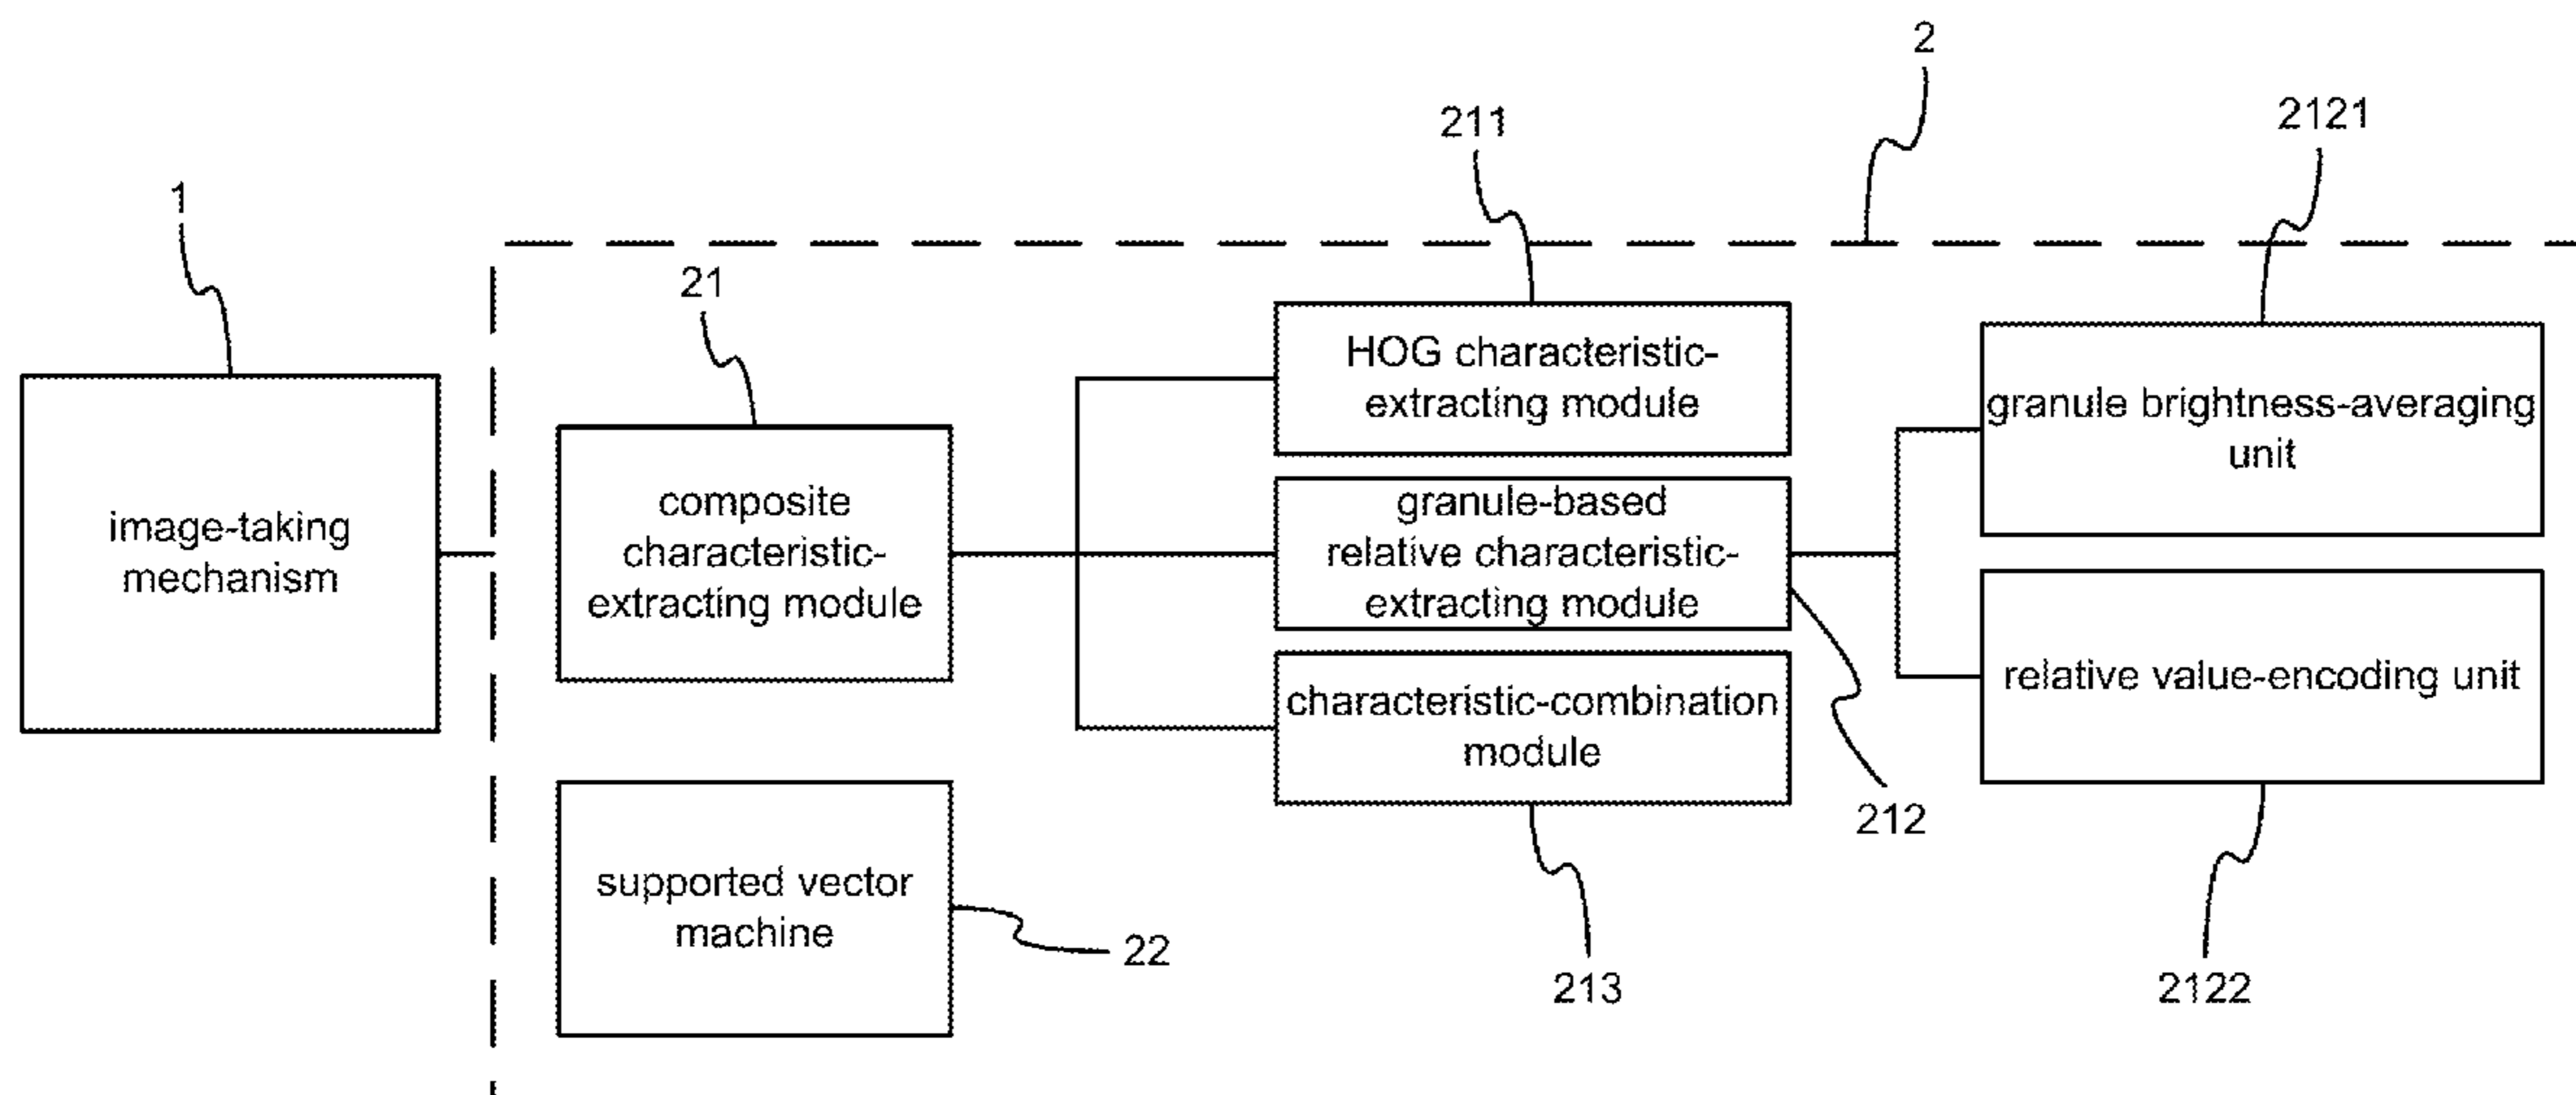 2
2121
211
1
21
HOG characteristic-
extracting module
granule brightness-averaging
unit
composite
characteristic-
extracting module
granule-based
relative characteristic-
extracting module
image-taking
mechanism
relative value-encoding unit
characteristic-combination
module
212
supported vector
machine
22
213
2122